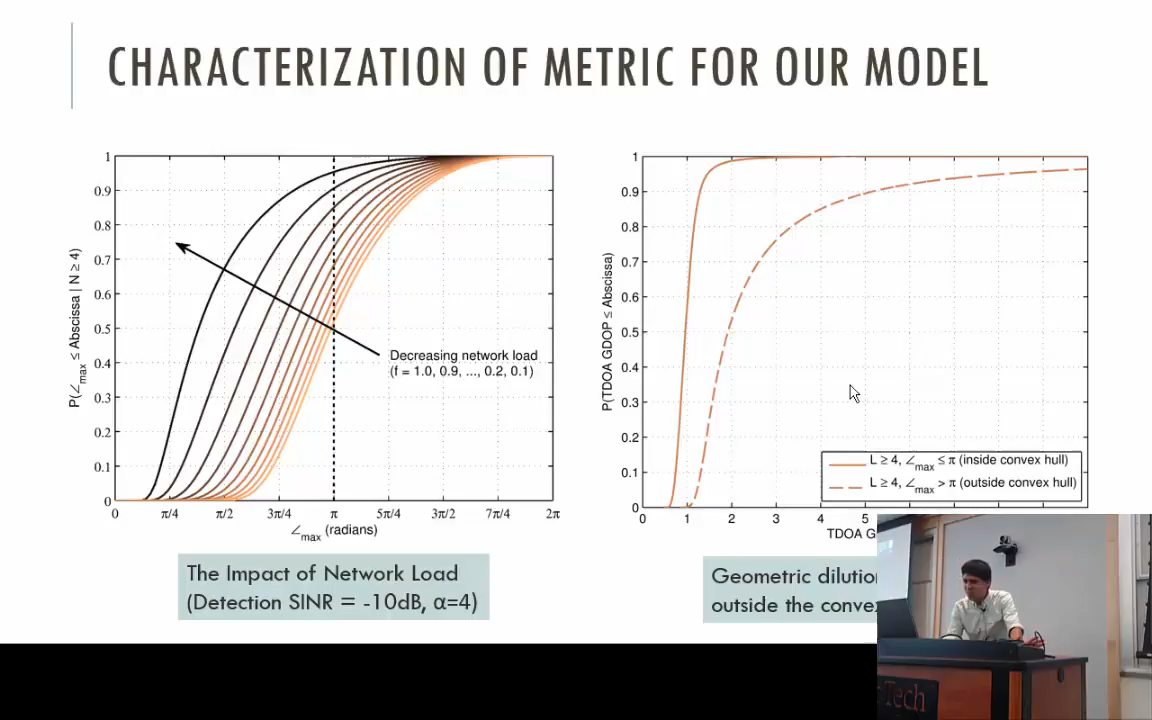 CHARACTERIZATION OF METRIC FOR OUR MODEL
1
0.9
0.8
0.7
0.6
0.5
0.4
0.3
0.2
0.1
0
P(∠max ≤ Abscissa | N ≥ 4)
Decreasing network load
(f = 1.0, 0.9, ..., 0.2, 0.1)
0 π/4 π/2 3π/4 π 5π/4 3π/2 7π/4 2π
∠max (radians)
The Impact of Network Load
(Detection SINR = -10dB, α=4)
1
0.9
0.8
0.7
0.6
0.5
0.4
0.3
0.2
0.1
0
P(TDOA GDOP ≤ Abscissa)
L ≥ 4, ∠max ≤ π (inside convex hull)
L ≥ 4, ∠max > π (outside convex hull)
0 1 2 3 4 5
TDOA G
Geometric dilution
outside the convex
Tech